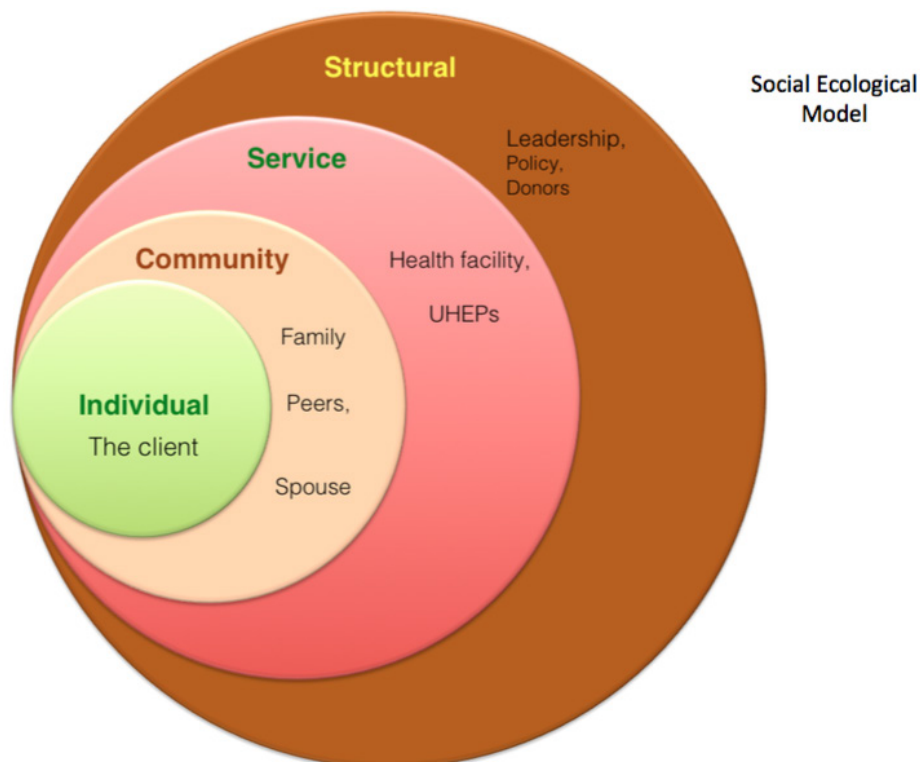 Structural
Social Ecological
Model
Leadership,
Policy,
Donors
Service
Health facility,
UHEPs
Community
Family
Peers,
Spouse
Individual
The client